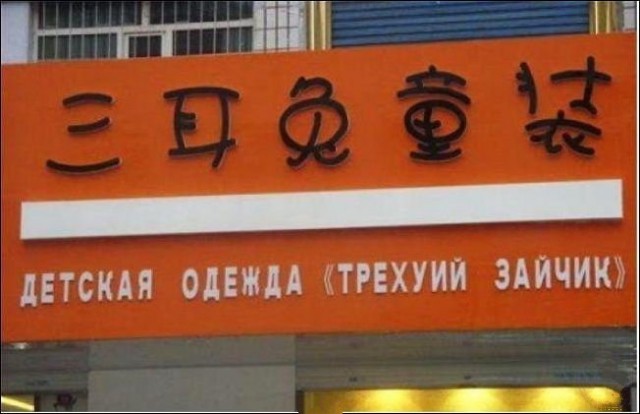 三耳兔童装
ДЕТСКАЯ ОДЕЖДА 《ТРЕХУИЙ ЗАЙЧИК》